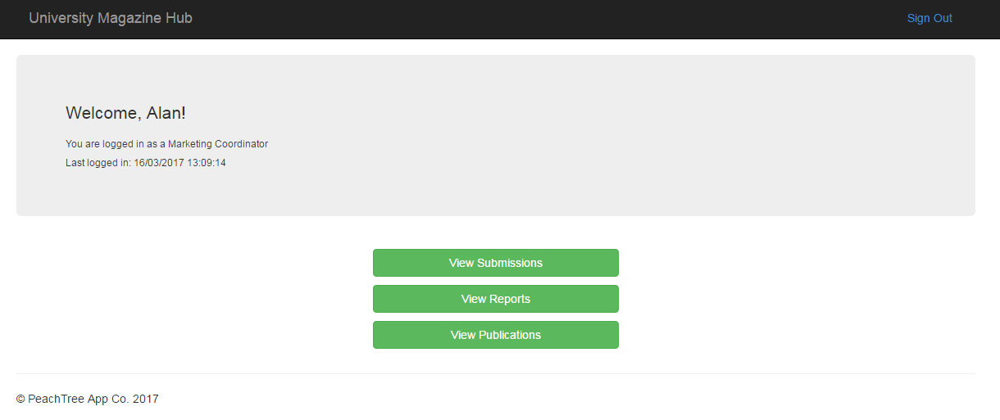 University Magazine Hub
Sign Out
Welcome, Alan!
You are logged in as a Marketing Coordinator
Last logged in: 16/03/2017 13:09:14
View Submissions
View Reports
View Publications
© PeachTree App Co. 2017